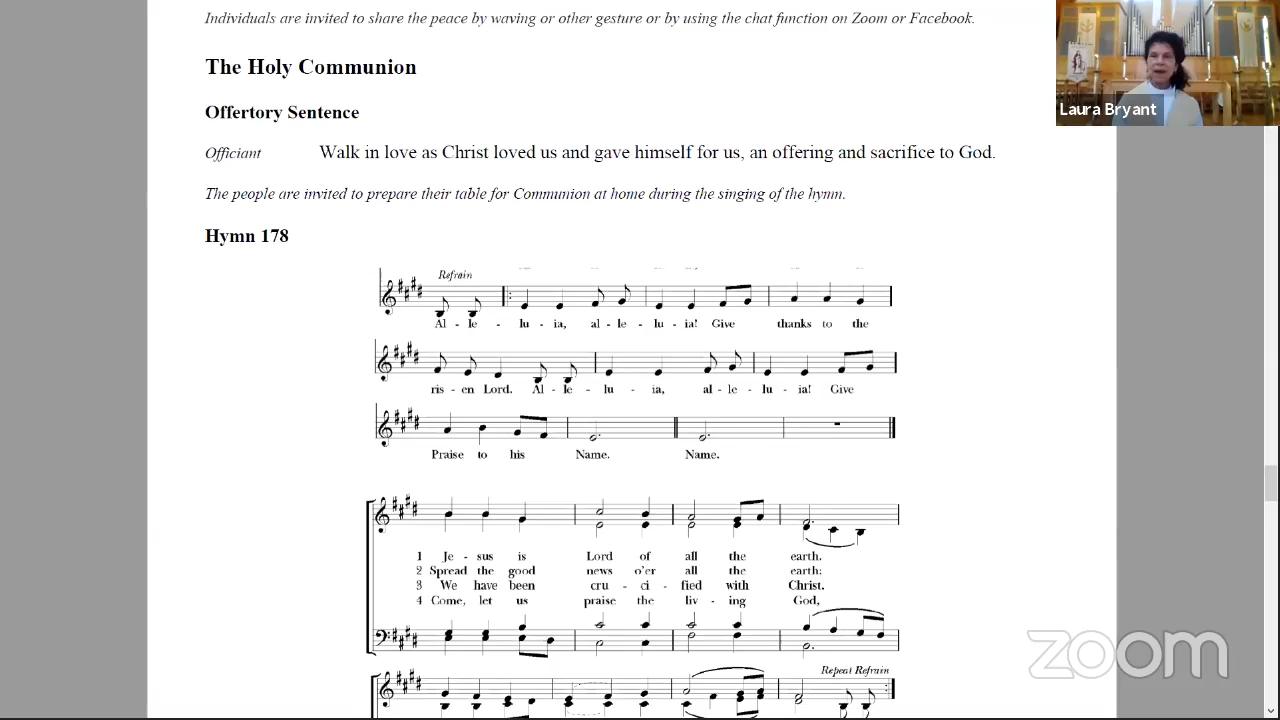 Individuals are invited to share the peace by waving or other gesture or by using the chat function on Zoom or Facebook.
The Holy Communion
Offertory Sentence
Officiant Walk in love as Christ loved us and gave himself for us, an offering and sacrifice to God.
The people are invited to prepare their table for Communion at home during the singing of the hymn.
Hymn 178
Refrain
Al - le - lu - ia, al - le - lu - ia! Give thanks to the
ris - en Lord. Al - le - lu - ia, al - le - lu - ia! Give
Praise to his Name. Name.
1 Je - sus is Lord of all the earth.
2 Spread the good news o'er all the earth:
3 We have been cru - ci - fied with Christ.
4 Come, let us praise the liv - ing God,
Repeat Refrain
Laura Bryant
zoom